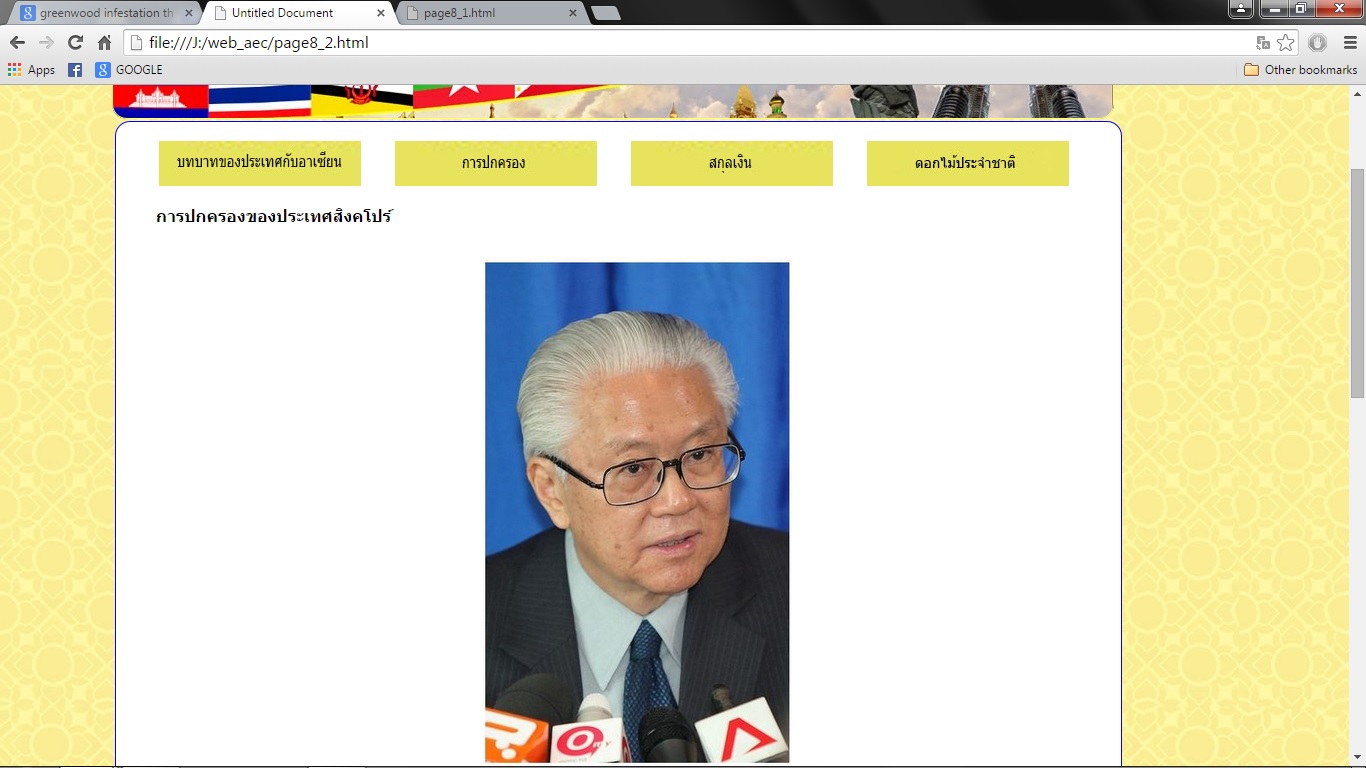 greenwood infestation th
Untitled Document
page8_1.html
file:///J:/web_aec/page8_2.html
Apps
GOOGLE
Other bookmarks
บทบาทของประเทศกับอาเซียน
การปกครอง
สกุลเงิน
ดอกไม้ประจำชาติ
การปกครองของประเทศสิงคโปร์